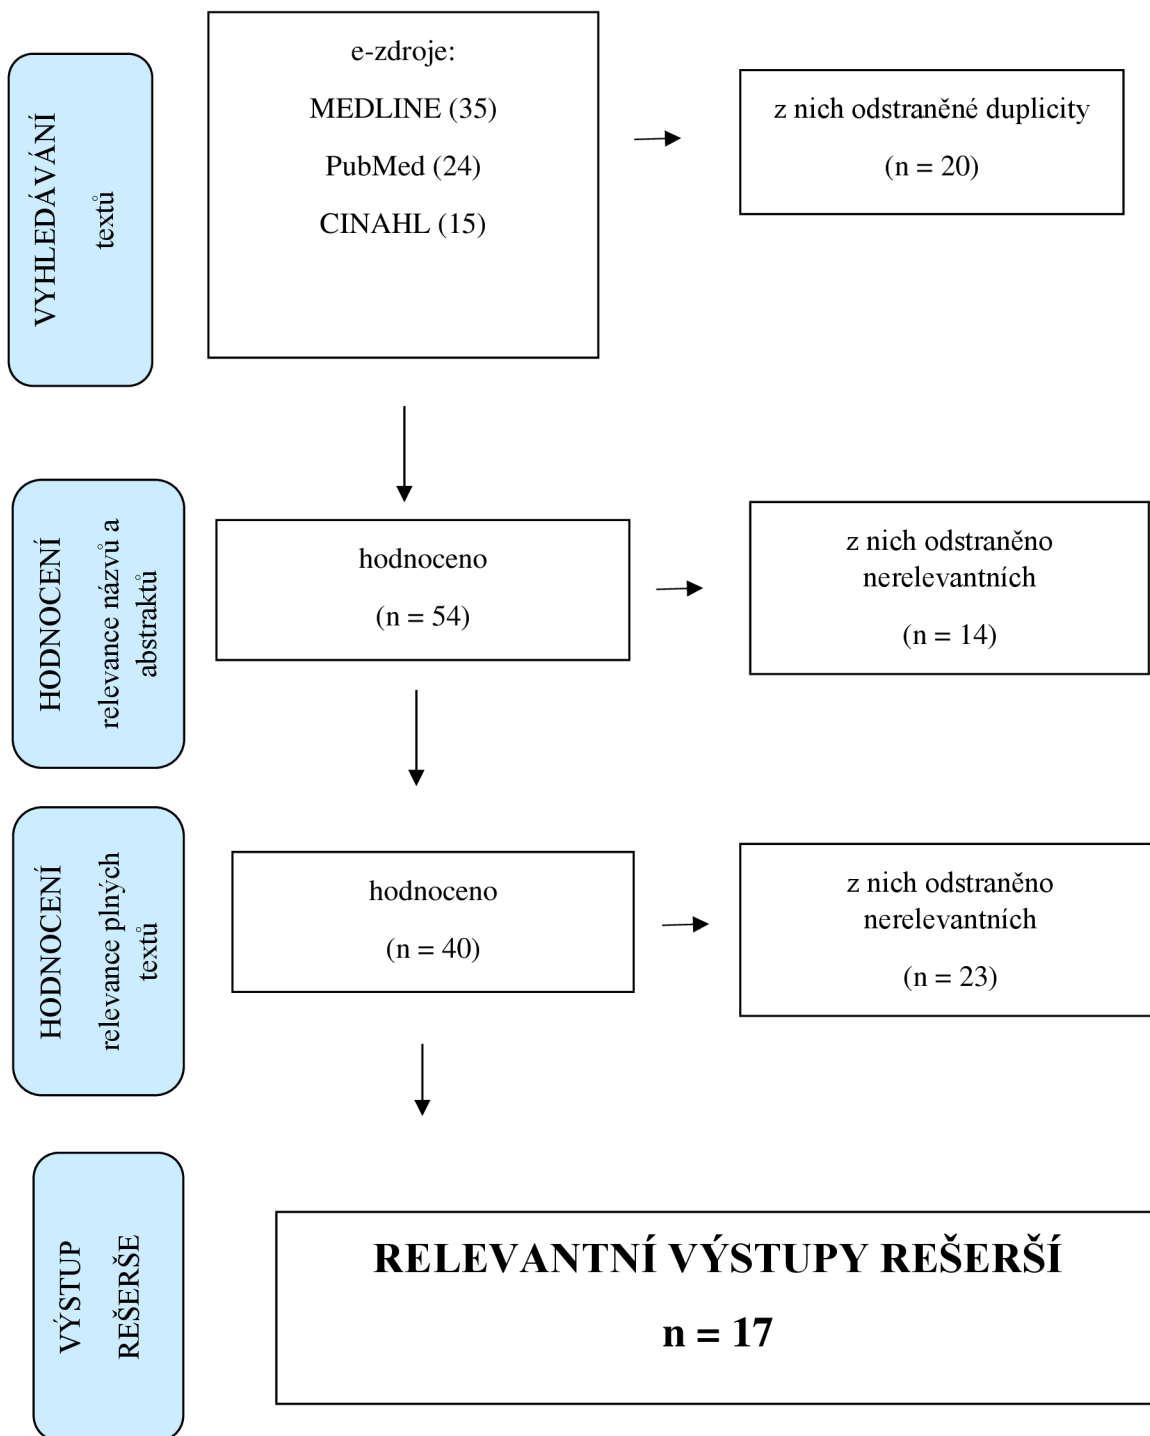 VYHLEDÁVÁNÍ
textů
e-zdroje:
MEDLINE (35)
PubMed (24)
CINAHL (15)
z nich odstraněné duplicity
(n = 20)
HODNOCENÍ
relevance názvů a
abstraktů
hodnoceno
(n = 54)
z nich odstraněno
nerelevantních
(n = 14)
HODNOCENÍ
relevance plných
textů
hodnoceno
(n = 40)
z nich odstraněno
nerelevantních
(n = 23)
VÝSTUP
REŠERŠE
RELEVANTNÍ VÝSTUPY REŠERŠÍ
n = 17